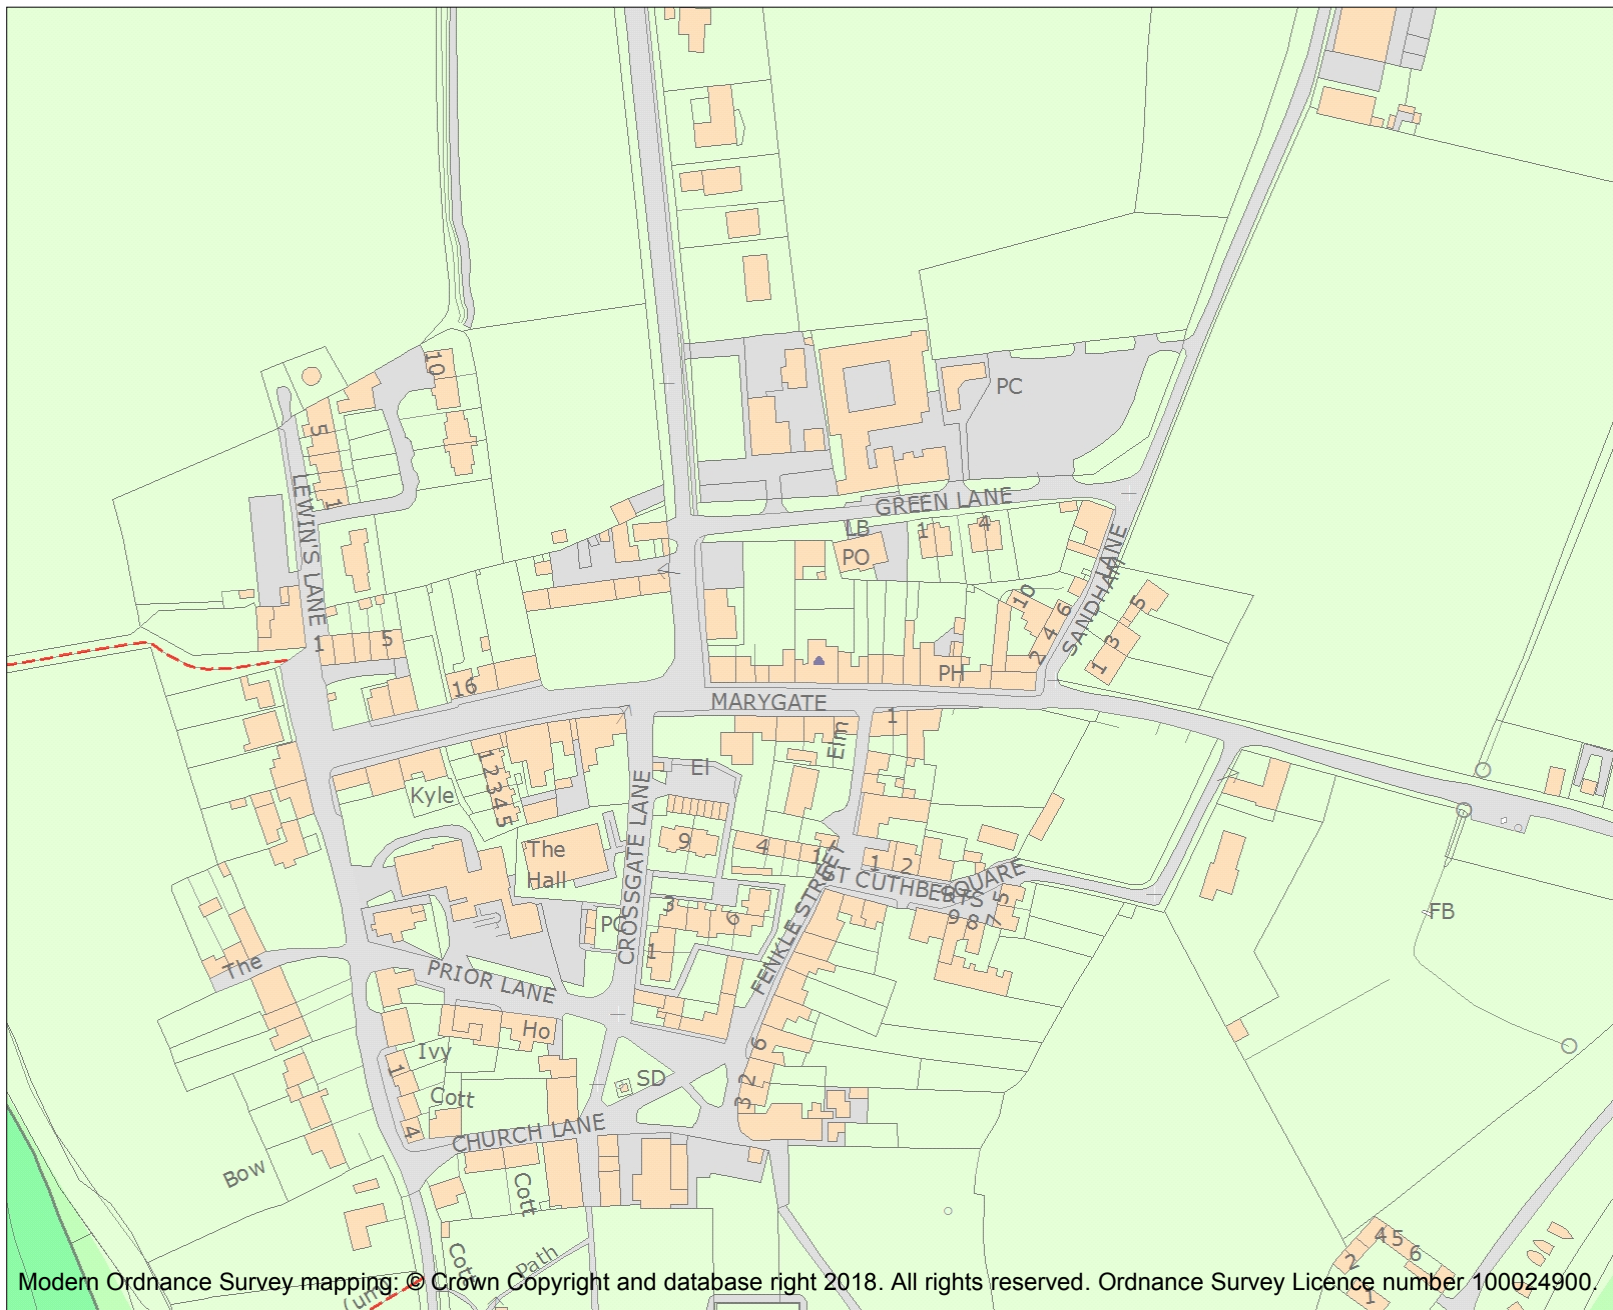 10
PC
5
1
LEWIN'S LANE
GREEN LANE
LB
PO
1
4
SANDHAM
LANE
10
6
4
2
5
3
1
1
5
16
PH
MARYGATE
1
Elm
El
Kyle
1 2 3 4 5
The
Hall
CROSSGATE LANE
9
4
1
1
2
ST CUTHBERTS
SQUARE
9
8
7
5
FB
3
6
1
PC
FENKLE STREET
The
PRIOR LANE
Ho
Ivy
1
Cott
4
SD
6
2
3
CHURCH LANE
Bow
Cott
Cott
Path
(um
4
5
6
2
1
Modern Ordnance Survey mapping: © Crown Copyright and database right 2018. All rights reserved. Ordnance Survey Licence number 100024900.